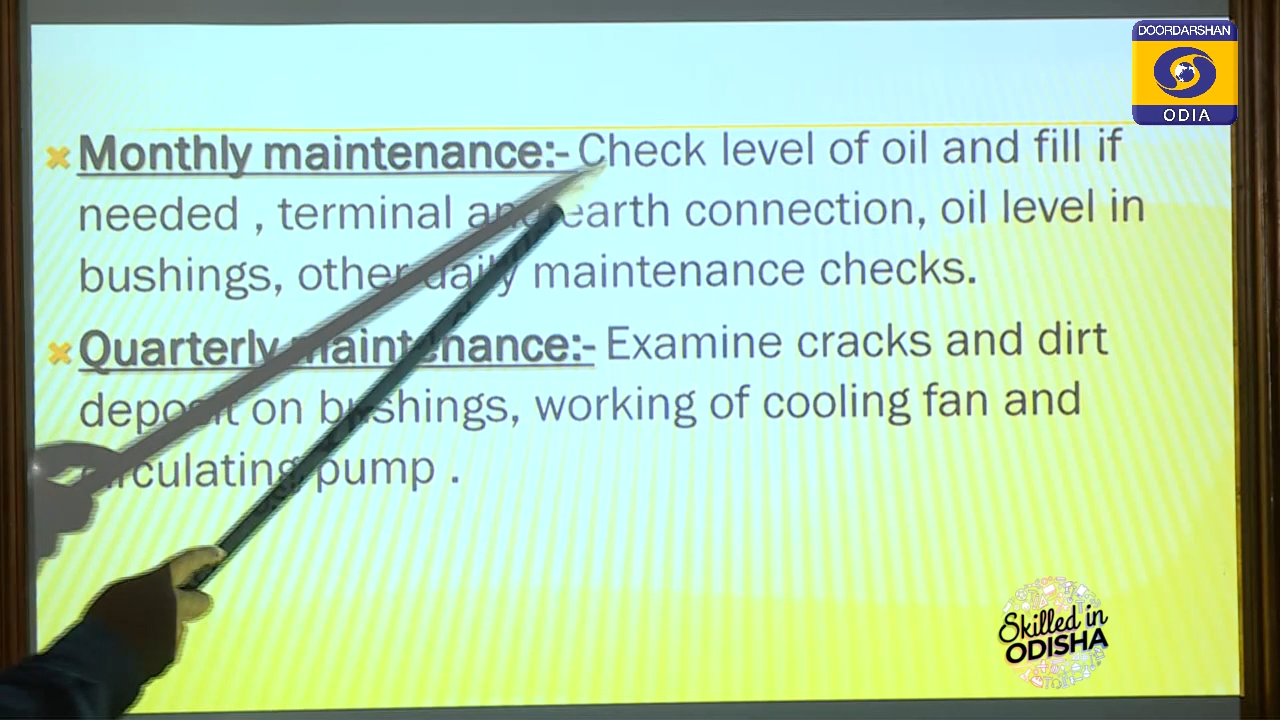 DOORDARSHAN
ODIA
Monthly maintenance:- Check level of oil and fill if
needed , terminal and earth connection, oil level in
bushings, other daily maintenance checks.
Quarterly maintenance:- Examine cracks and dirt
deposit on bushings, working of cooling fan and
circulating pump .
Skilled in
ODISHA